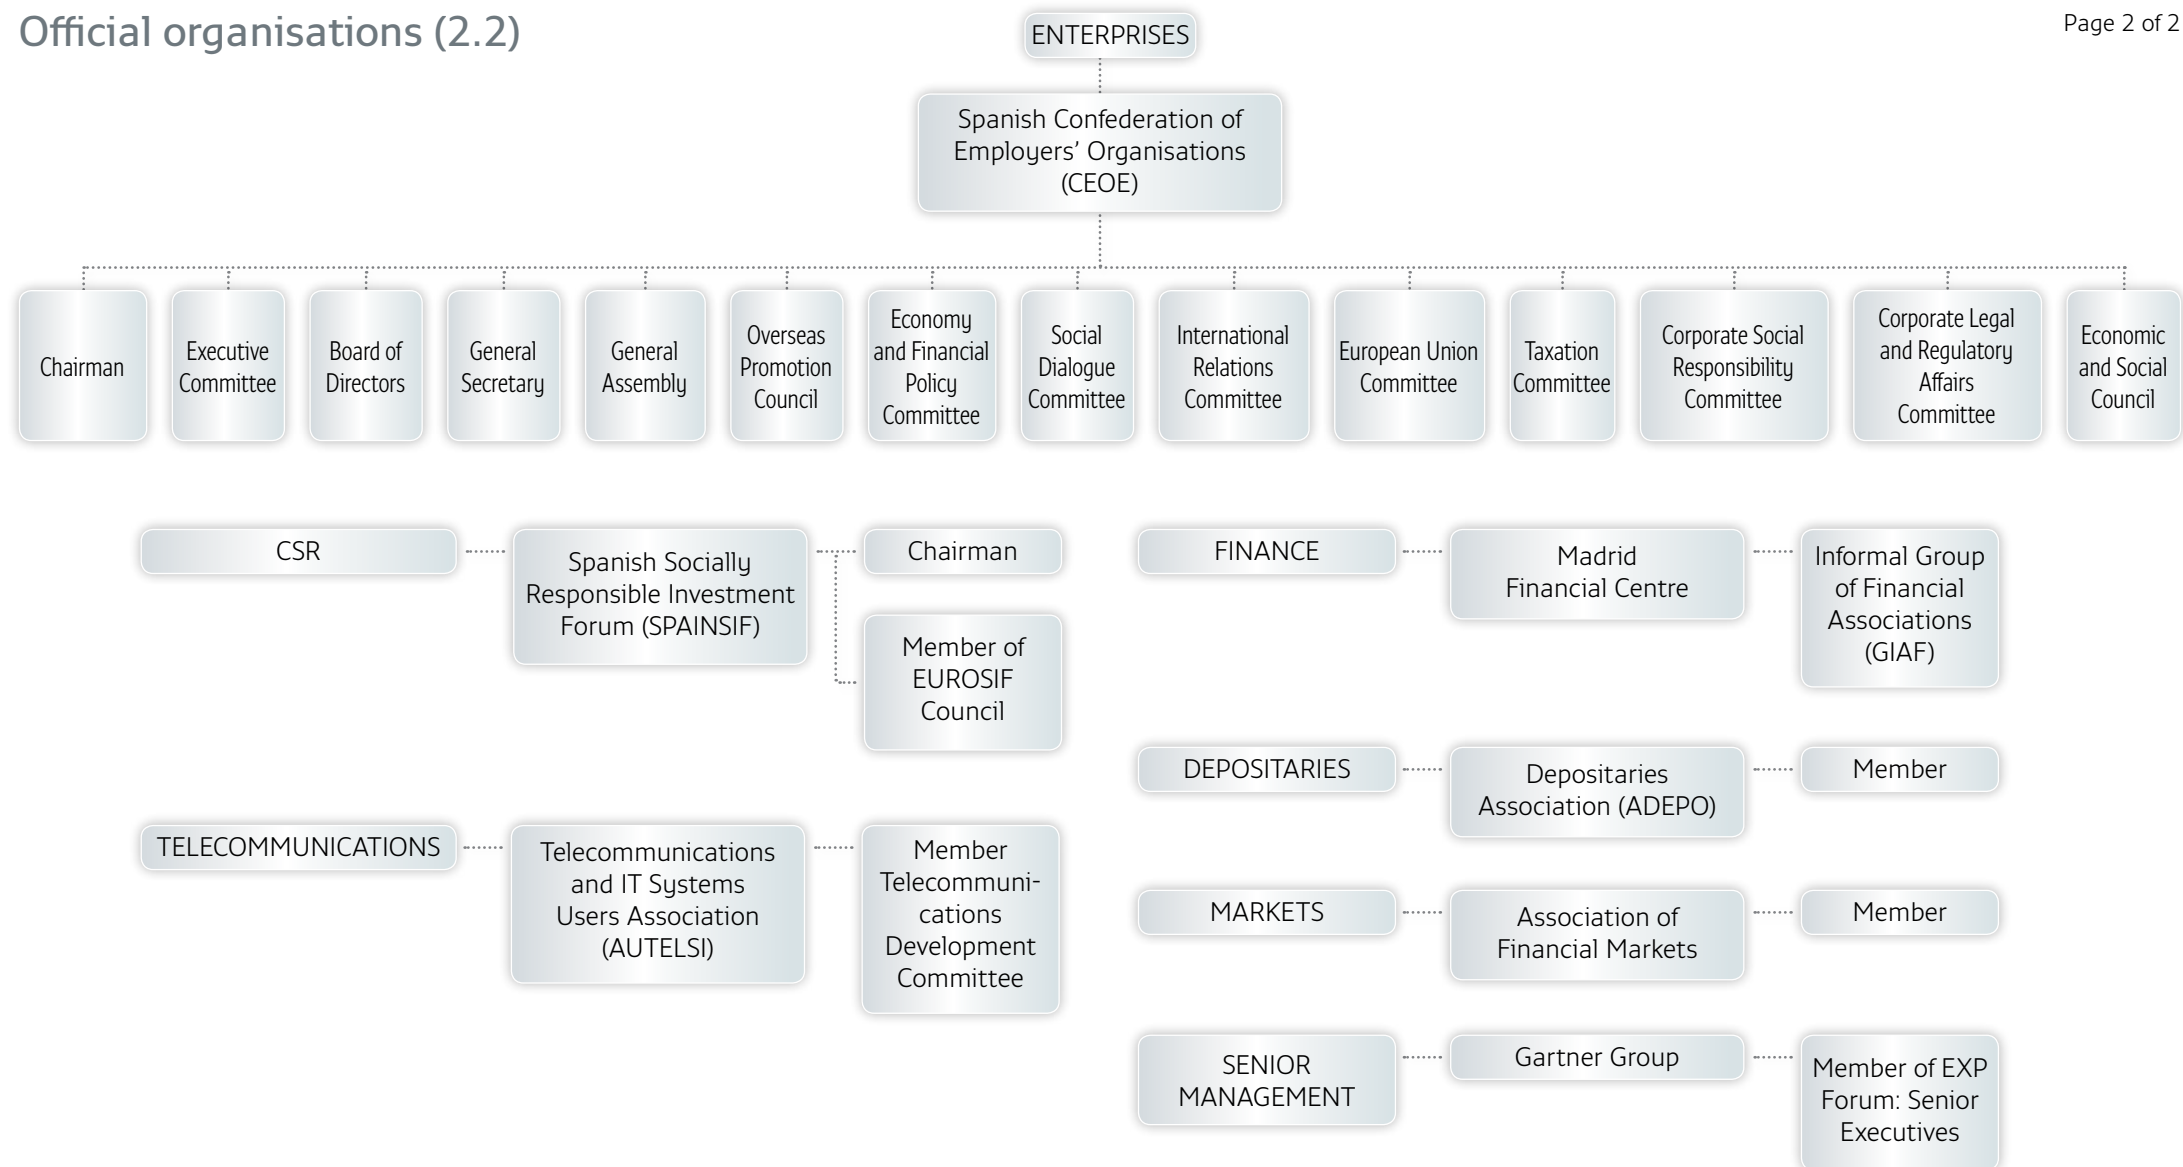 Official organisations (2.2)
Page 2 of 2
ENTERPRISES
Spanish Confederation of
Employers’ Organisations
(CEOE)
Chairman
Executive
Committee
Board of
Directors
General
Secretary
General
Assembly
Overseas
Promotion
Council
Economy
and Financial
Policy
Committee
Social
Dialogue
Committee
International
Relations
Committee
European Union
Committee
Taxation
Committee
Corporate Social
Responsibility
Committee
Corporate Legal
and Regulatory
Affairs
Committee
Economic
and Social
Council
CSR
Spanish Socially
Responsible Investment
Forum (SPAINSIF)
Chairman
Member of
EUROSIF
Council
TELECOMMUNICATIONS
Telecommunications
and IT Systems
Users Association
(AUTELSI)
Member
Telecommuni-
cations
Development
Committee
FINANCE
Madrid
Financial Centre
Informal Group
of Financial
Associations
(GIAF)
DEPOSITARIES
Depositaries
Association (ADEPO)
Member
MARKETS
Association of
Financial Markets
Member
SENIOR
MANAGEMENT
Gartner Group
Member of EXP
Forum: Senior
Executives